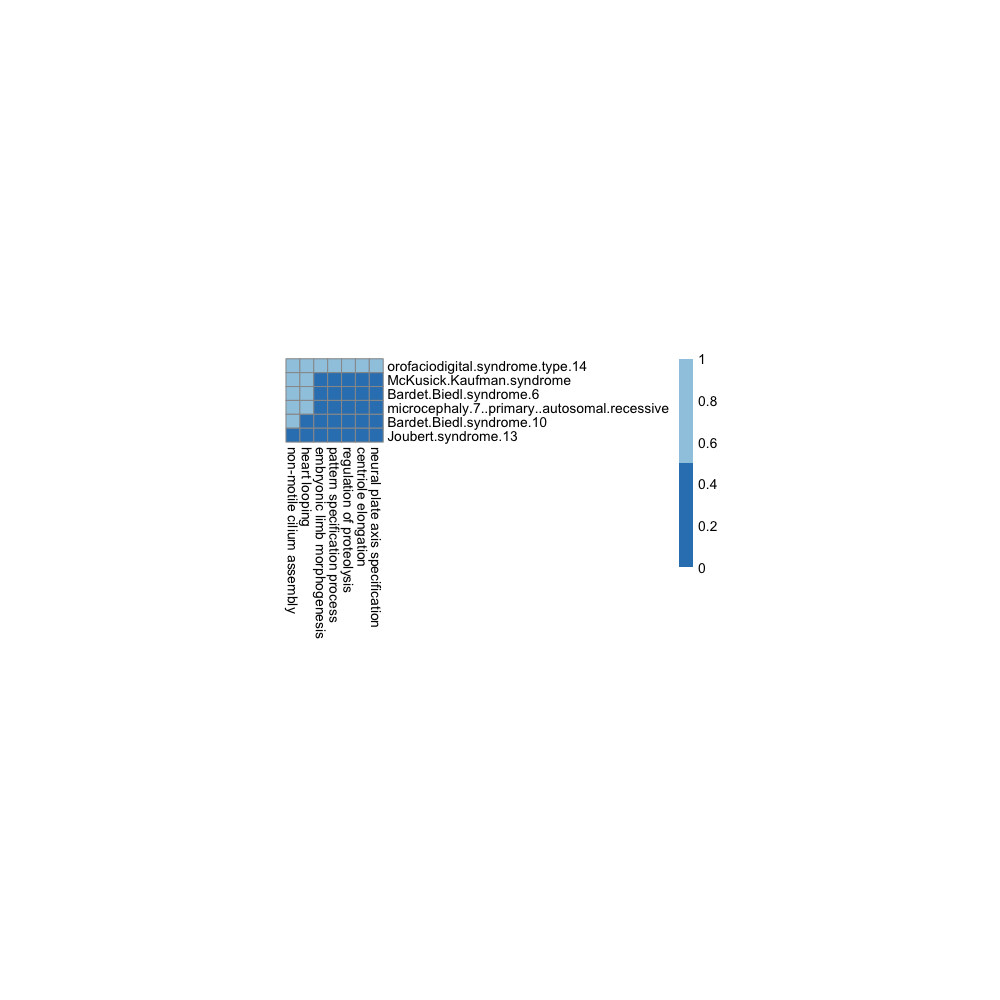 orofaciodigital.syndrome.type.14
McKusick.Kaufman.syndrome
Bardet.Biedl.syndrome.6
microcephaly.7..primary..autosomal.recessive
Bardet.Biedl.syndrome.10
Joubert.syndrome.13
non-motile cilium assembly
heart looping
embryonic limb morphogenesis
pattern specification process
regulation of proteolysis
centriole elongation
neural plate axis specification
1
0.8
0.6
0.4
0.2
0